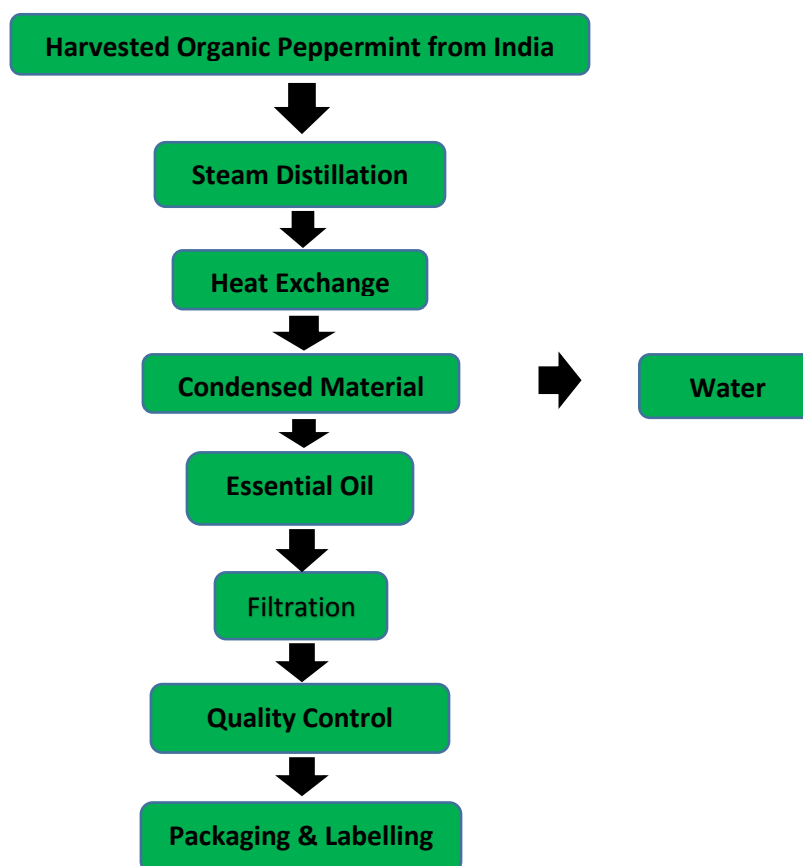 Harvested Organic Peppermint from India
Steam Distillation
Heat Exchange
Condensed Material
Water
Essential Oil
Filtration
Quality Control
Packaging & Labelling